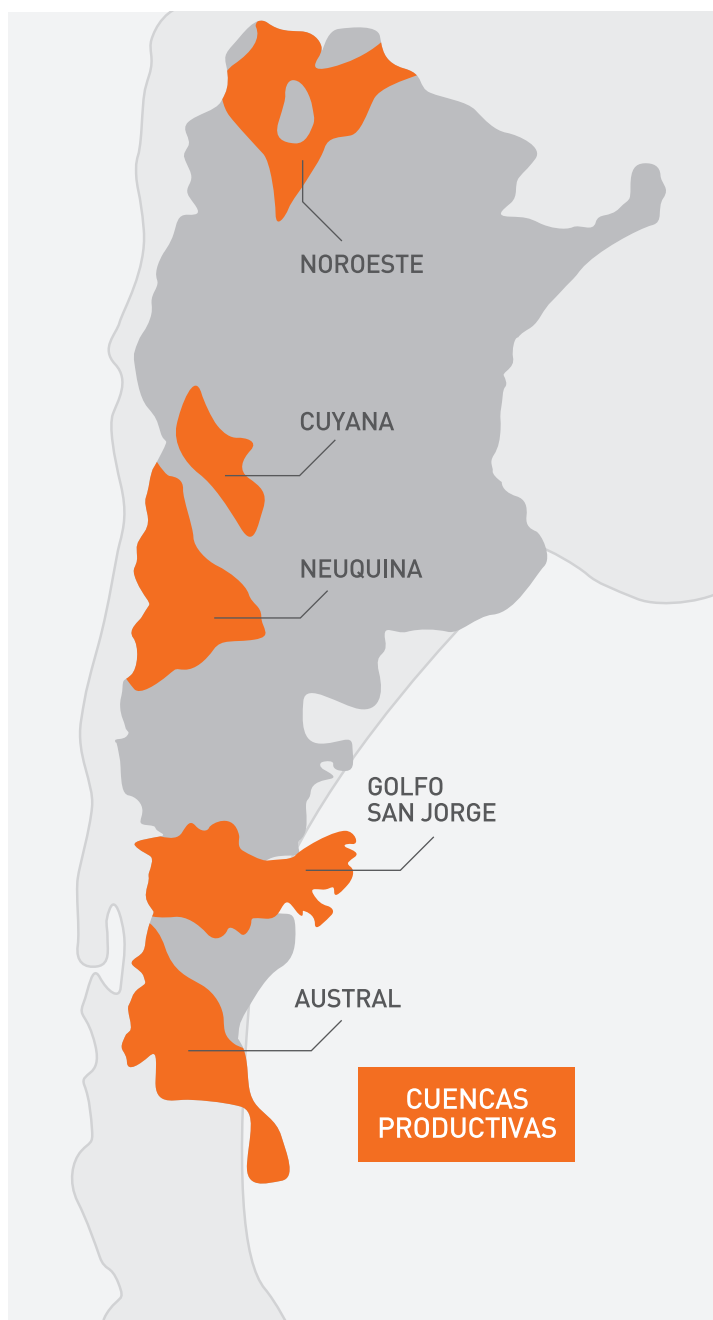 NOROESTE
CUYANA
NEUQUINA
GOLFO
SAN JORGE
AUSTRAL
CUENCAS
PRODUCTIVAS